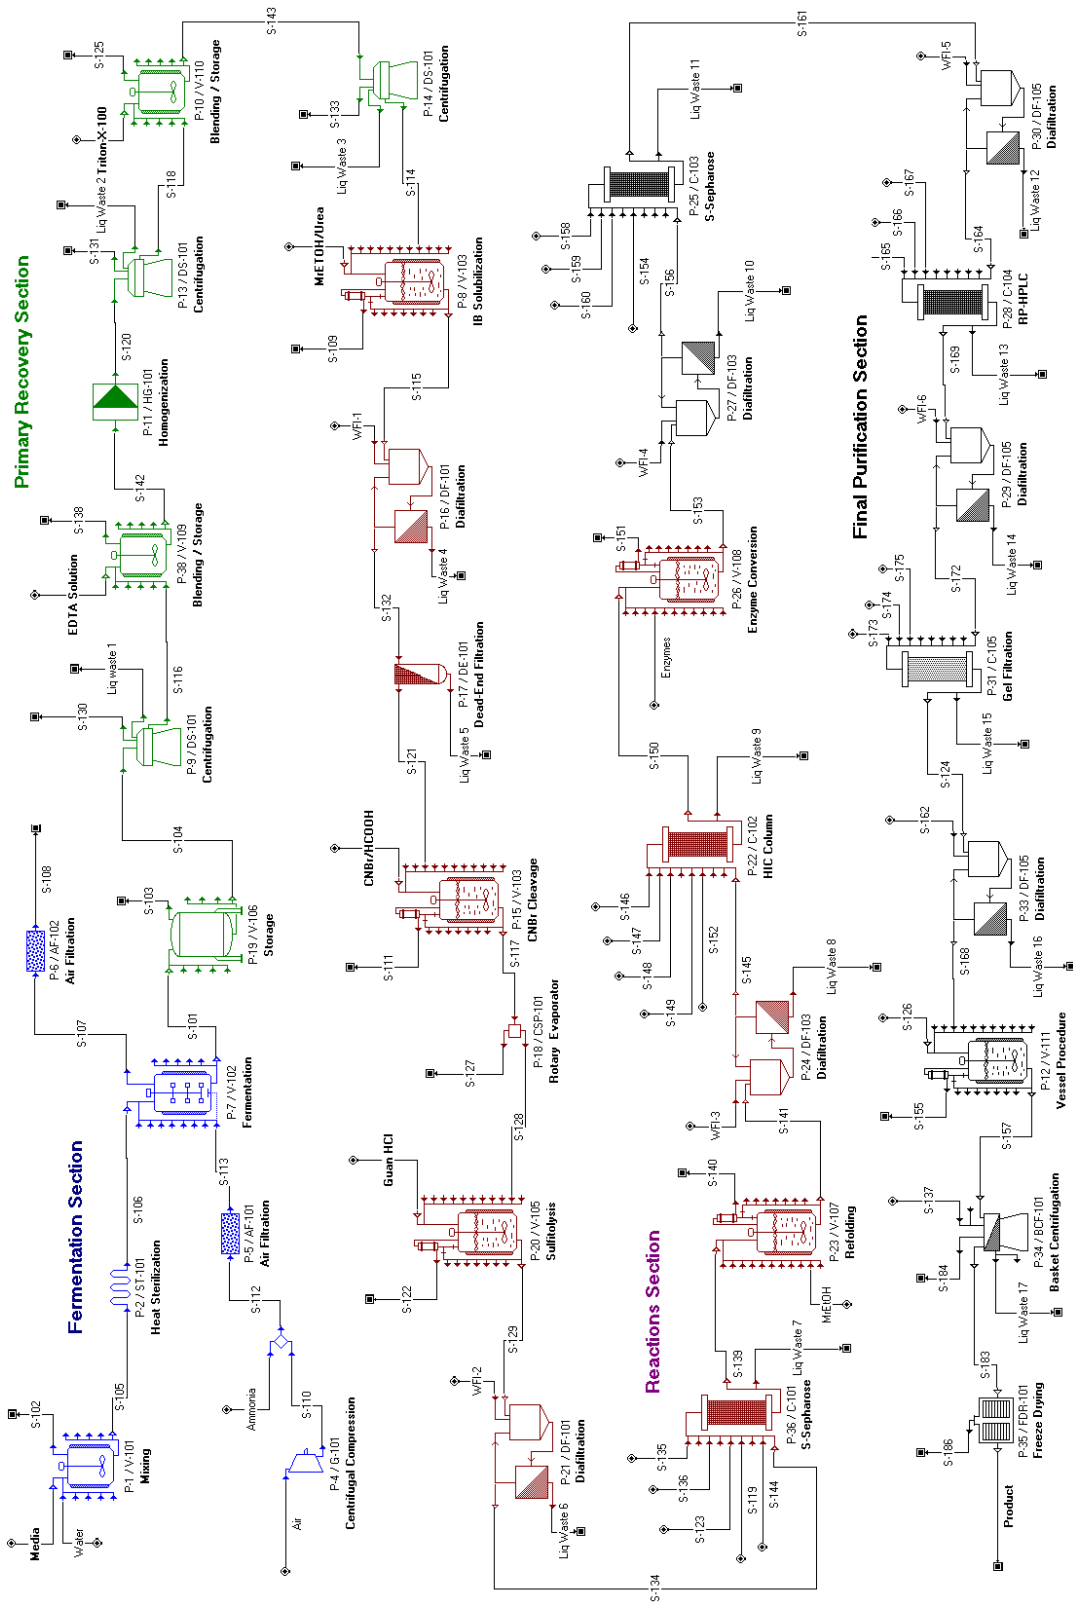 Fermentation Section
Media
Water
P-1 / V-101
Mixing
S-102
S-105
P-2 / ST-101
Heat Sterilization
S-106
Air
P-4 / G-101
Centrifugal Compression
S-110
Ammonia
S-112
P-5 / AF-101
Air Filtration
S-113
P-7 / V-102
Fermentation
S-107
P-6 / AF-102
Air Filtration
S-108
S-101
P-19 / V-106
Storage
S-103
S-104
Primary Recovery Section
P-9 / DS-101
Centrifugation
S-130
Liq waste 1
S-116
EDTA Solution
P-38 / V-109
Blending / Storage
S-138
S-142
P-11 / HG-101
Homogenization
S-120
P-13 / DS-101
Centrifugation
S-131
Liq Waste 2
S-118
Triton-X-100
P-10 / V-110
Blending / Storage
S-125
S-143
P-14 / DS-101
Centrifugation
S-133
Liq Waste 3
S-114
MrETOH/Urea
P-8 / V-103
IB Solubilization
S-109
S-115
WFI-1
P-16 / DF-101
Diafiltration
Liq Waste 4
S-132
P-17 / DE-101
Dead-End Filtration
Liq Waste 5
S-121
CNBr/HCOOH
P-15 / V-103
CNBr Cleavage
S-111
S-117
P-18 / CSP-101
Rotary Evaporator
S-127
S-128
Guan HCl
P-20 / V-105
Sulfitolysis
S-122
S-129
WFI-2
P-21 / DF-101
Diafiltration
Liq Waste 6
S-134
Reactions Section
S-135
S-136
S-123
S-119
S-144
P-36 / C-101
S-Sepharose
Liq Waste 7
S-139
MrEtOH
P-23 / V-107
Refolding
S-140
S-141
WFI-3
P-24 / DF-103
Diafiltration
Liq Waste 8
S-145
S-146
S-147
S-148
S-149
S-152
P-22 / C-102
HIC Column
Liq Waste 9
S-150
Enzymes
P-26 / V-108
Enzyme Conversion
S-151
S-153
WFI-4
P-27 / DF-103
Diafiltration
Liq Waste 10
S-156
S-158
S-159
S-160
S-154
P-25 / C-103
S-Sepharose
Liq Waste 11
S-161
Final Purification Section
WFI-5
P-30 / DF-105
Diafiltration
Liq Waste 12
S-164
S-165
S-166
S-167
P-28 / C-104
RP-HPLC
Liq Waste 13
S-169
WFI-6
P-29 / DF-105
Diafiltration
Liq Waste 14
S-172
S-173
S-174
S-175
P-31 / C-105
Gel Filtration
Liq Waste 15
S-124
S-162
P-33 / DF-105
Diafiltration
Liq Waste 16
S-168
S-126
P-12 / V-111
Vessel Procedure
S-155
S-157
S-137
S-184
P-34 / BCF-101
Basket Centrifugation
Liq Waste 17
S-183
P-35 / FDR-101
Freeze Drying
S-186
Product